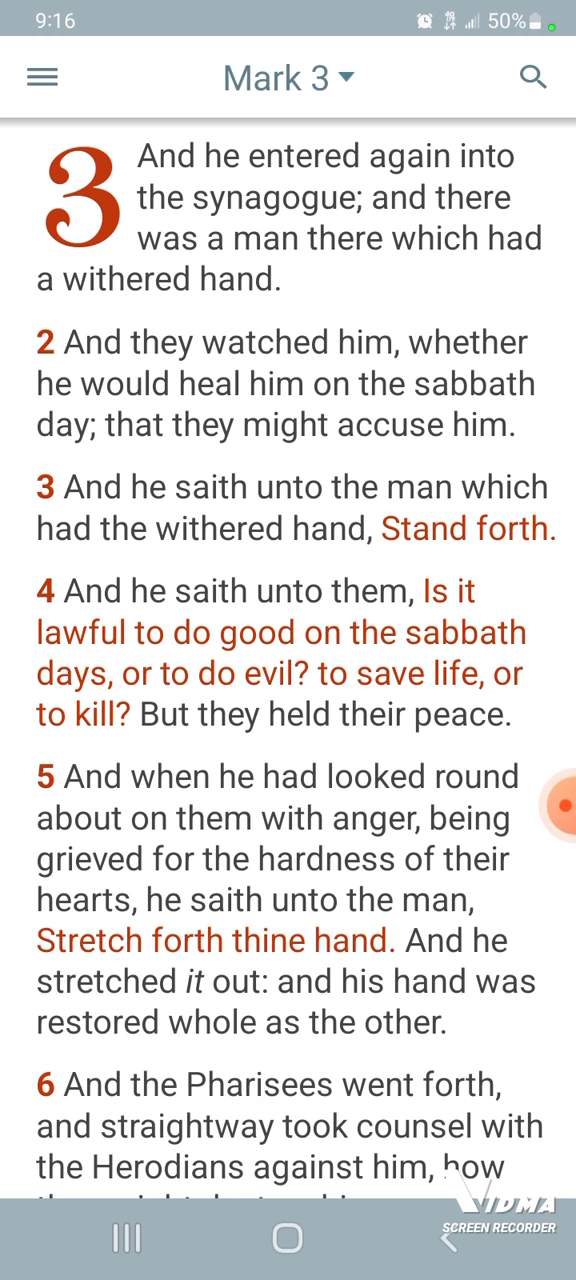 9:16
50%
Mark 3
3 And he entered again into
the synagogue; and there
was a man there which had
a withered hand.
2 And they watched him, whether
he would heal him on the sabbath
day; that they might accuse him.
3 And he saith unto the man which
had the withered hand, Stand forth.
4 And he saith unto them, Is it
lawful to do good on the sabbath
days, or to do evil? to save life, or
to kill? But they held their peace.
5 And when he had looked round
about on them with anger, being
grieved for the hardness of their
hearts, he saith unto the man,
Stretch forth thine hand. And he
stretched it out: and his hand was
restored whole as the other.
6 And the Pharisees went forth,
and straightway took counsel with
the Herodians against him, how
VIDMA
SCREEN RECORDER